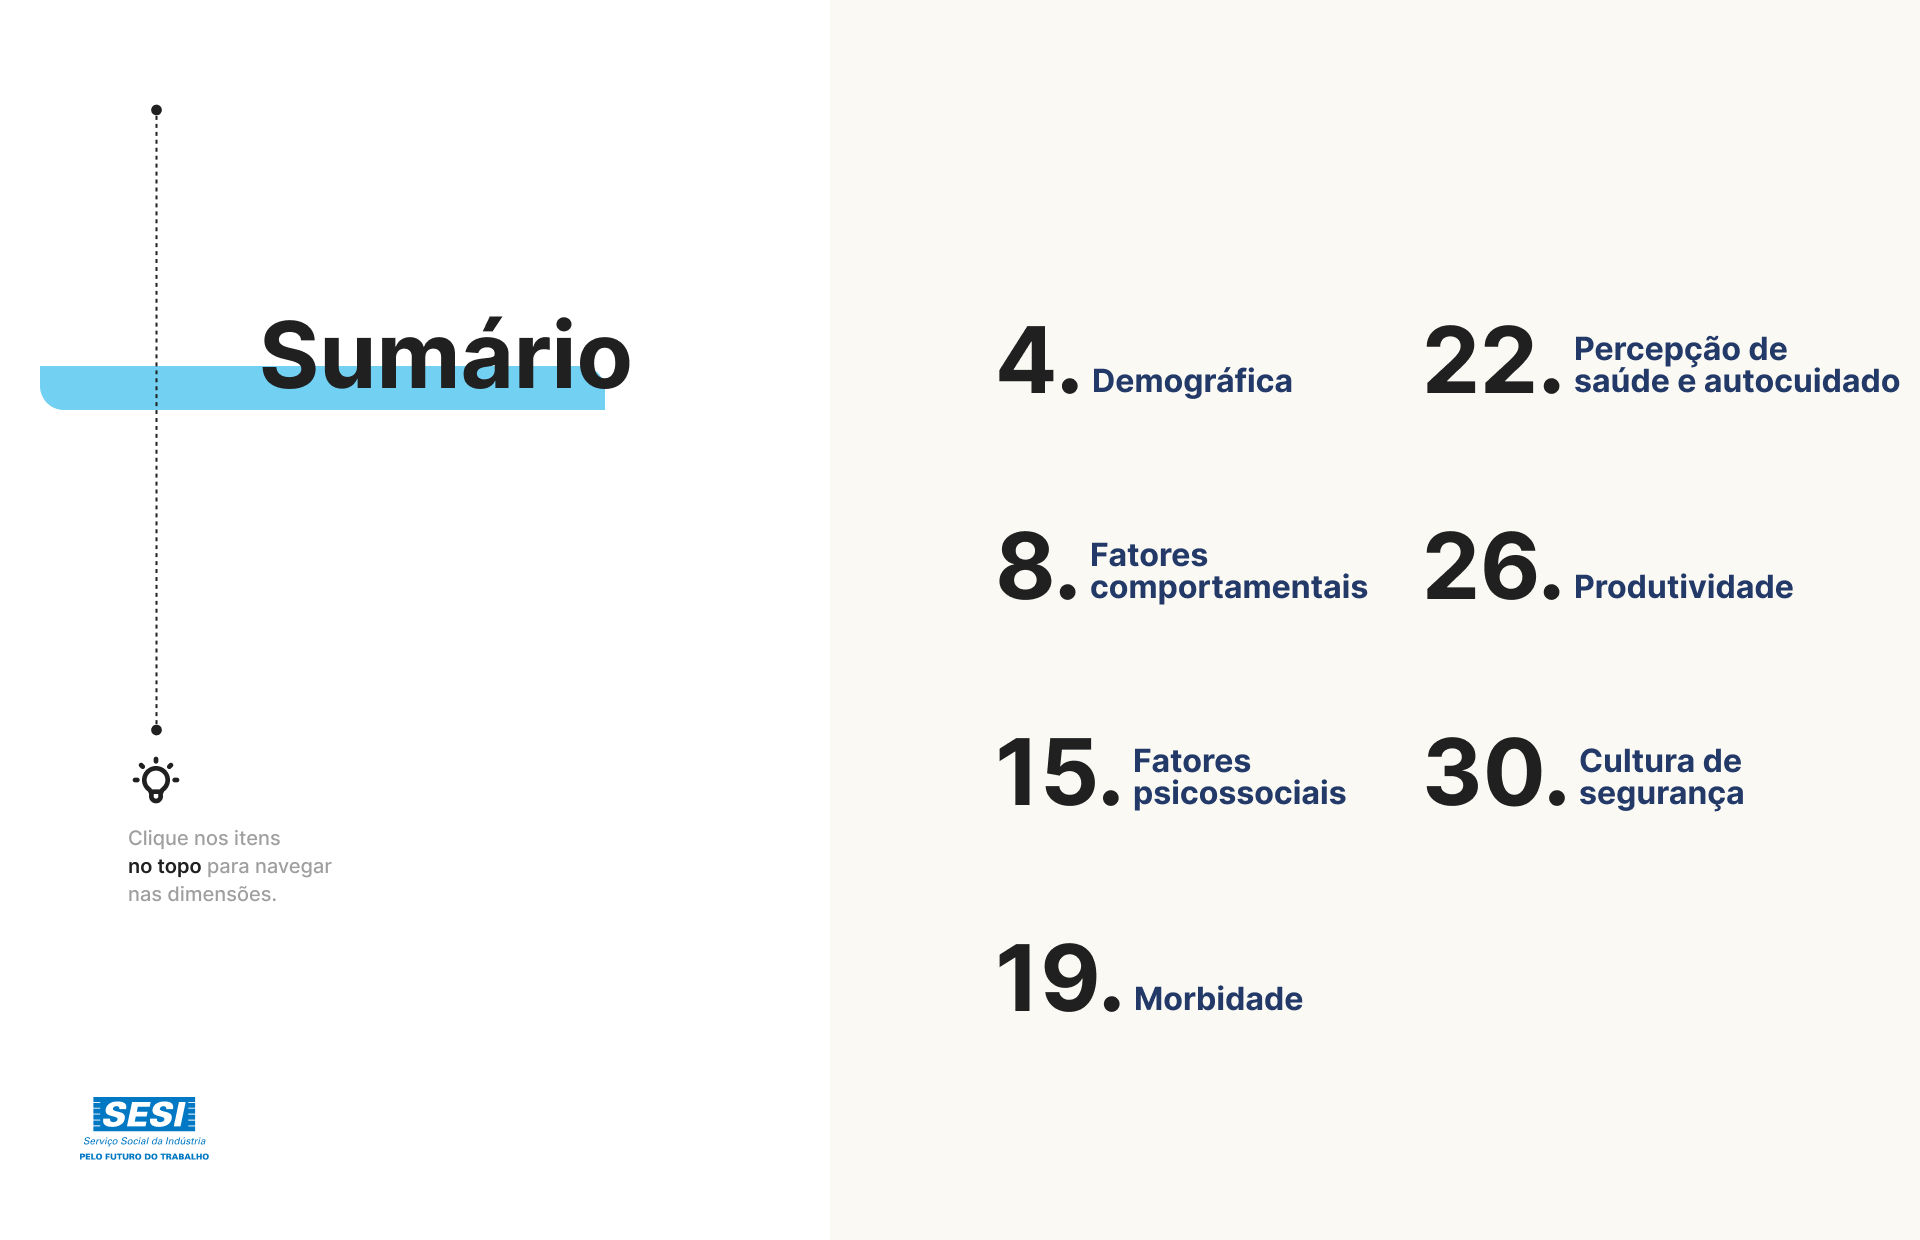 Sumário
Clique nos itens
no topo para navegar
nas dimensões.
SESI
Serviço Social da Indústria
PELO FUTURO DO TRABALHO
4. Demográfica
8. Fatores
comportamentais
15. Fatores
psicossociais
19. Morbidade
22. Percepção de
saúde e autocuidado
26. Produtividade
30. Cultura de
segurança